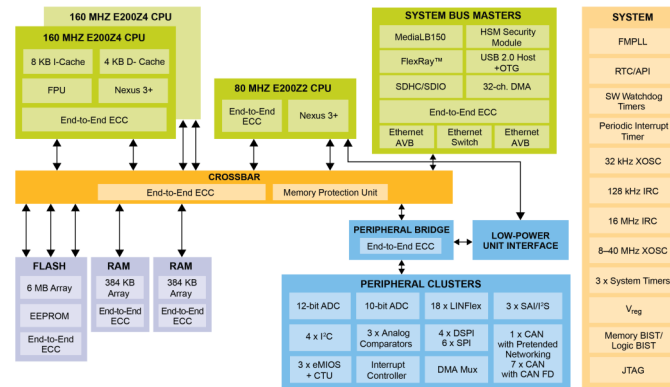 160 MHZ E200Z4 CPU
160 MHZ E200Z4 CPU
8 KB I-Cache
4 KB D- Cache
FPU
Nexus 3+
End-to-End ECC
80 MHZ E200Z2 CPU
End-to-End
ECC
Nexus 3+
SYSTEM BUS MASTERS
MediaLB150
HSM Security
Module
FlexRay™
USB 2.0 Host
+OTG
SDHC/SDIO
32-ch. DMA
End-to-End ECC
Ethernet
AVB
Ethernet
Switch
Ethernet
AVB
CROSSBAR
End-to-End ECC
Memory Protection Unit
PERIPHERAL BRIDGE
End-to-End ECC
LOW-POWER
UNIT INTERFACE
FLASH
6 MB Array
EEPROM
End-to-End
ECC
RAM
384 KB
Array
End-to-End
ECC
RAM
384 KB
Array
End-to-End
ECC
PERIPHERAL CLUSTERS
12-bit ADC
10-bit ADC
18 x LINFlex
3 x SAI/I²S
4 x I²C
3 x Analog
Comparators
4 x DSPI
6 x SPI
1 x CAN
with Pretended
Networking
7 x CAN
with CAN FD
3 x eMIOS
+ CTU
Interrupt
Controller
DMA Mux
SYSTEM
FMPLL
RTC/API
SW Watchdog
Timers
Periodic Interrupt
Timer
32 kHz XOSC
128 kHz IRC
16 MHz IRC
8–40 MHz XOSC
3 x System Timers
Vreg
Memory BIST/
Logic BIST
JTAG